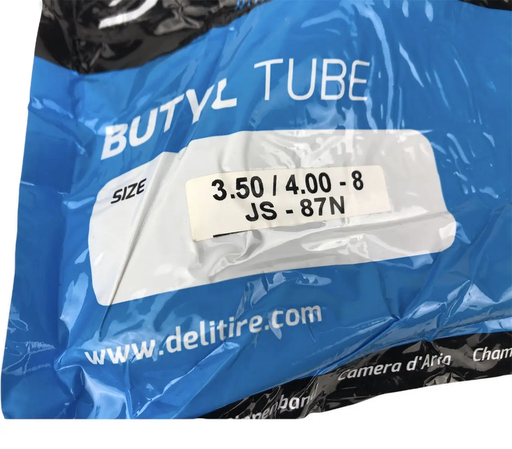 BUTYL TUBE
SIZE
3.50 / 4.00 - 8
JS - 87N
www.delitire.com
Camera d'Aria